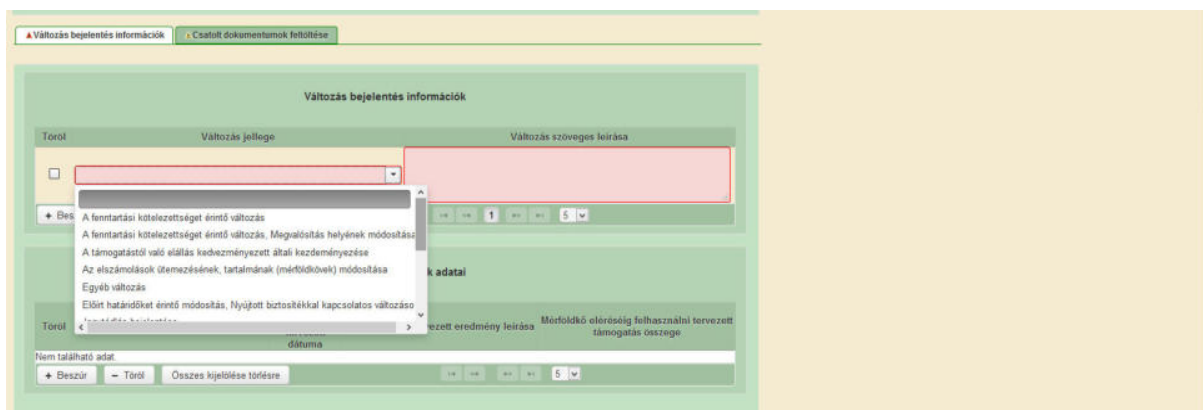 Változás bejelentés információk Csatolt dokumentumok feltöltése
Változás bejelentés információk
Töröl Változás jellege Változás szöveges leírása
A fenntartási kötelezettséget érintő változás
A fenntartási kötelezettséget érintő változás, Megvalósítás helyének módosítása
A támogatástól való elállás kedvezményezett általi kezdeményezése
Az elszámolások ütemezésének, tartalmának (mérföldkövek) módosítása
Egyéb változás
Előírt határidőket érintő módosítás, Nyújtott biztosítékkal kapcsolatos változáso
+ Bes 1 5
k adatai
Töröl dátuma vezett eredmény leírása Mérföldkő eléréséig felhasználni tervezett
támogatás összege
Nem található adat.
+ Beszúr − Töröl Összes kijelölése törlésre 5